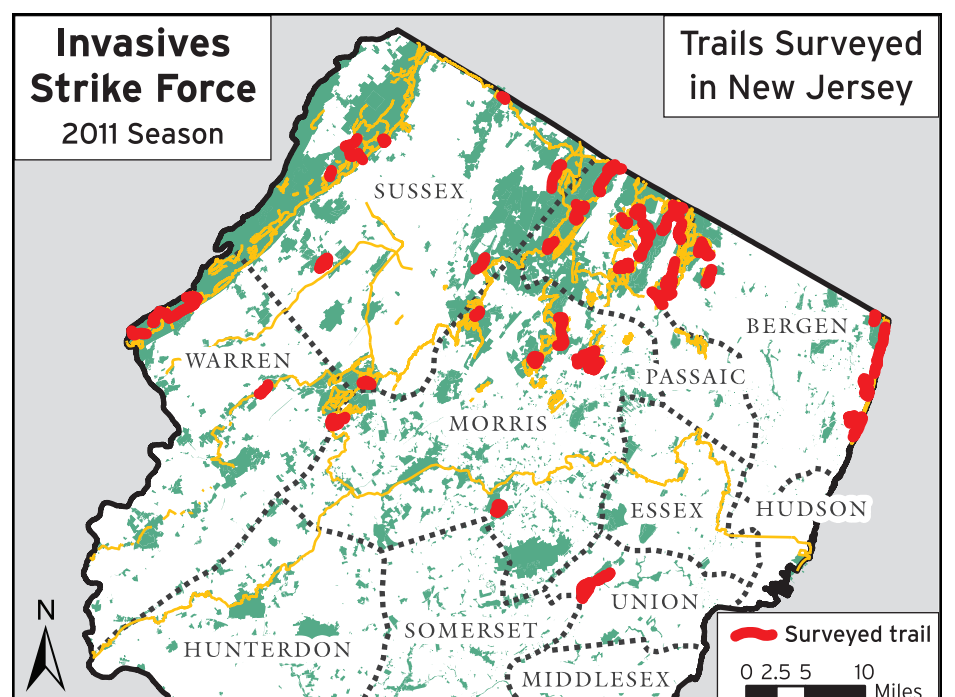 Invasives
Strike Force
2011 Season
Trails Surveyed
in New Jersey
SUSSEX
BERGEN
WARREN
PASSAIC
MORRIS
ESSEX
HUDSON
UNION
SOMERSET
HUNTERDON
MIDDLESEX
N
Surveyed trail
0 2.5 5 10
Miles